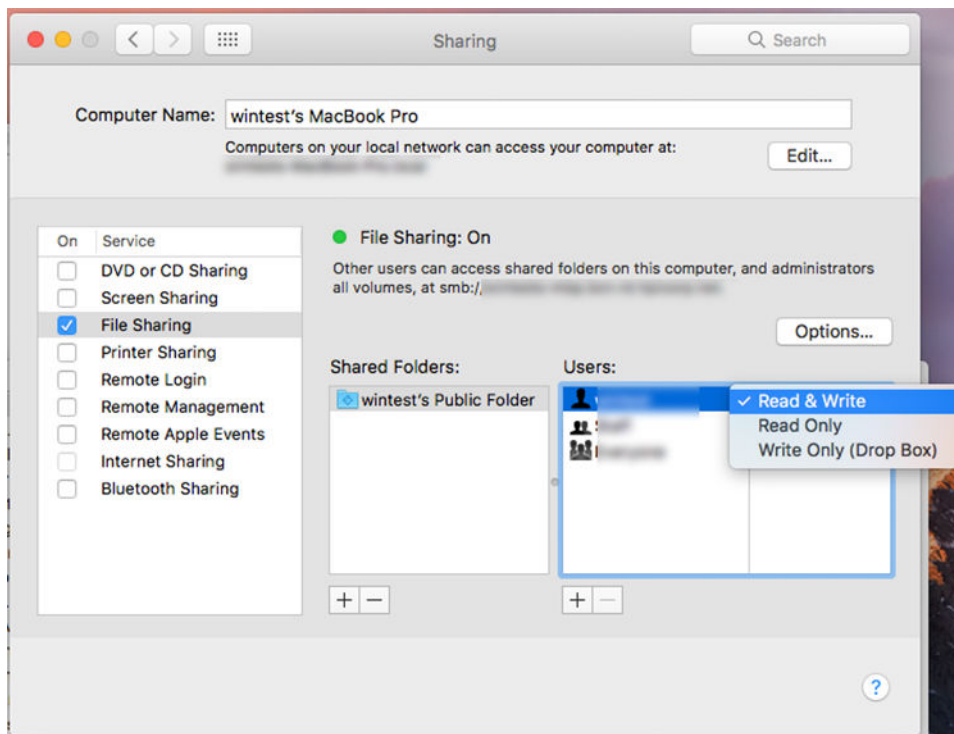 Sharing
Search
Computer Name:
wintest's MacBook Pro
Computers on your local network can access your computer at:
Edit...
On Service
DVD or CD Sharing
Screen Sharing
File Sharing
Printer Sharing
Remote Login
Remote Management
Remote Apple Events
Internet Sharing
Bluetooth Sharing
File Sharing: On
Other users can access shared folders on this computer, and administrators
all volumes, at smb:/
Options...
Shared Folders:
wintest's Public Folder
Users:
Read & Write
Read Only
Write Only (Drop Box)
+ −
+ −
?